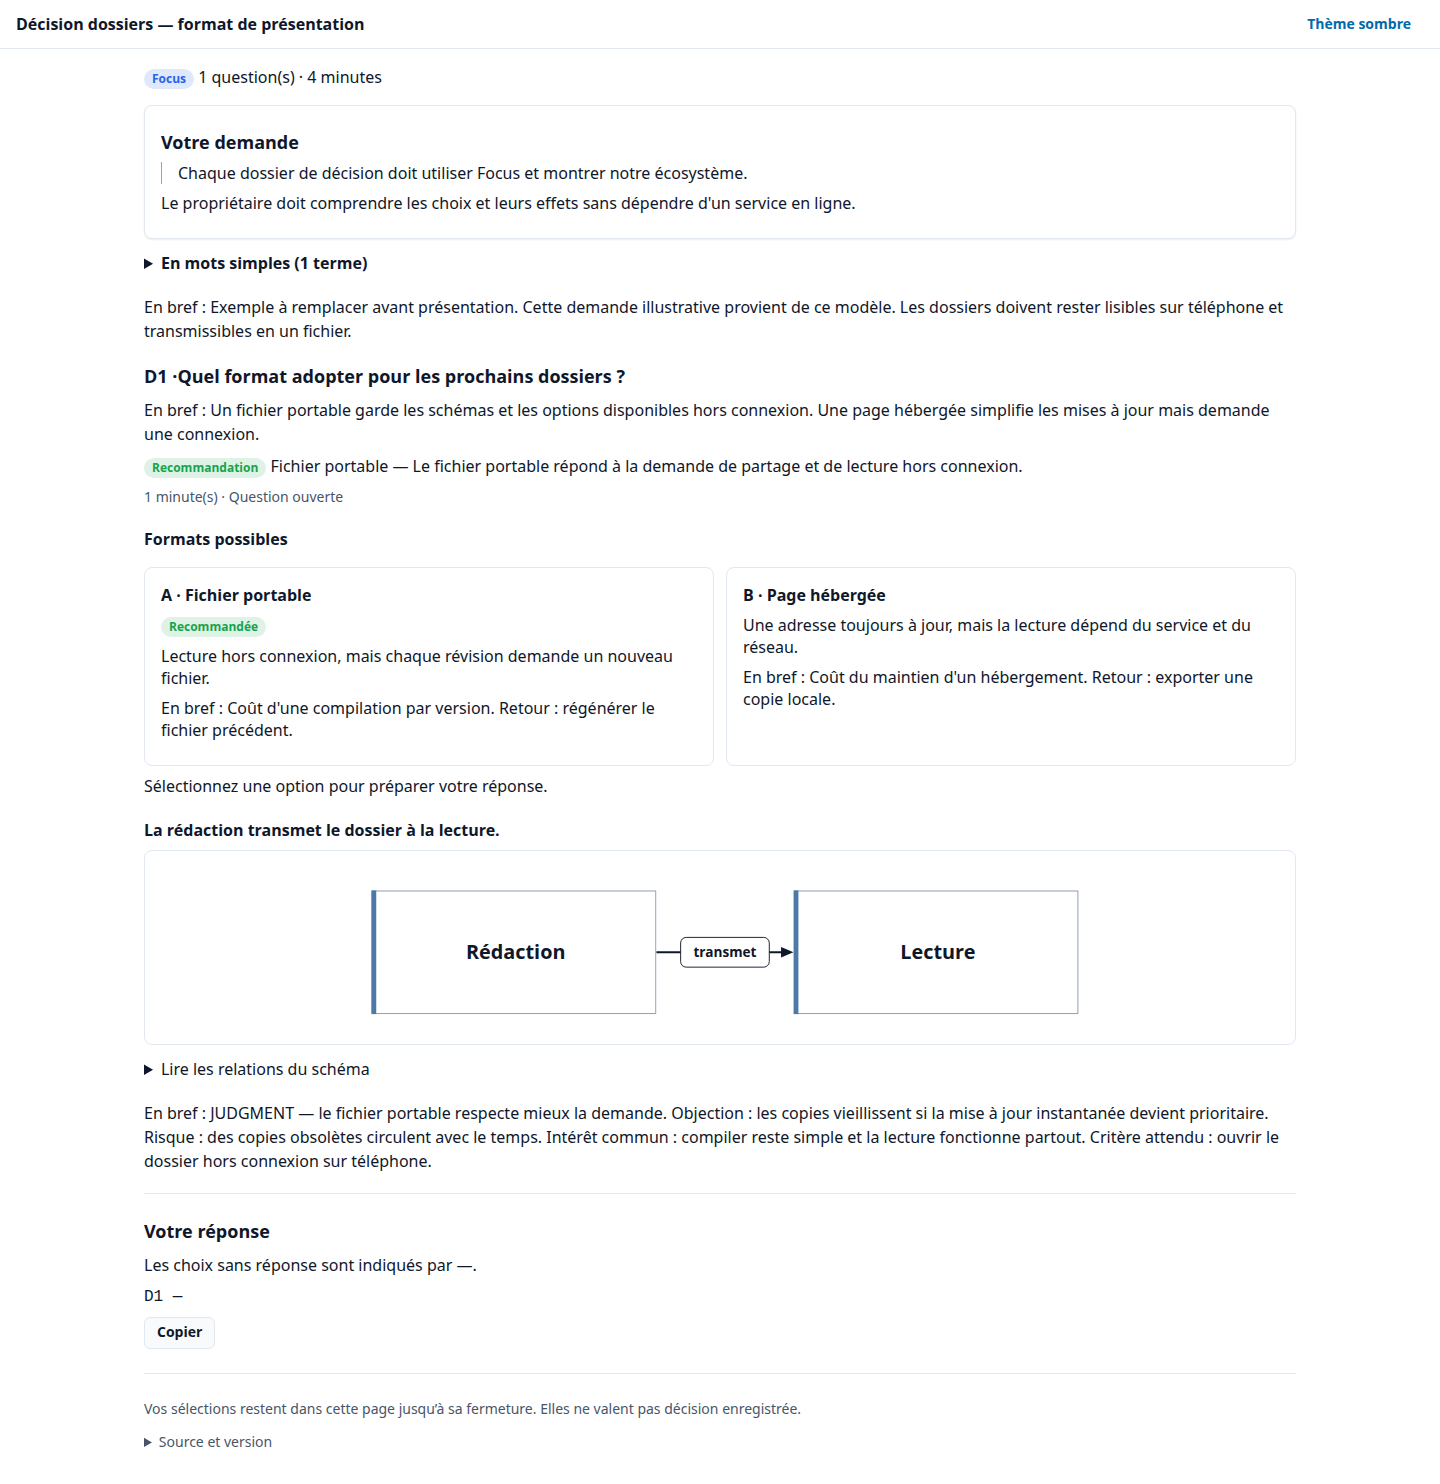 Décision dossiers — format de présentation
Thème sombre
Focus 1 question(s) · 4 minutes
Votre demande
Chaque dossier de décision doit utiliser Focus et montrer notre écosystème.
Le propriétaire doit comprendre les choix et leurs effets sans dépendre d'un service en ligne.
En mots simples (1 terme)
En bref : Exemple à remplacer avant présentation. Cette demande illustrative provient de ce modèle. Les dossiers doivent rester lisibles sur téléphone et
transmissibles en un fichier.
D1 ·Quel format adopter pour les prochains dossiers ?
En bref : Un fichier portable garde les schémas et les options disponibles hors connexion. Une page hébergée simplifie les mises à jour mais demande
une connexion.
Recommandation Fichier portable — Le fichier portable répond à la demande de partage et de lecture hors connexion.
1 minute(s) · Question ouverte
Formats possibles
A · Fichier portable
Recommandée
Lecture hors connexion, mais chaque révision demande un nouveau
fichier.
En bref : Coût d'une compilation par version. Retour : régénérer le
fichier précédent.
B · Page hébergée
Une adresse toujours à jour, mais la lecture dépend du service et du
réseau.
En bref : Coût du maintien d'un hébergement. Retour : exporter une
copie locale.
Sélectionnez une option pour préparer votre réponse.
La rédaction transmet le dossier à la lecture.
Rédaction
transmet
Lecture
Lire les relations du schéma
En bref : JUDGMENT — le fichier portable respecte mieux la demande. Objection : les copies vieillissent si la mise à jour instantanée devient prioritaire.
Risque : des copies obsolètes circulent avec le temps. Intérêt commun : compiler reste simple et la lecture fonctionne partout. Critère attendu : ouvrir le
dossier hors connexion sur téléphone.
Votre réponse
Les choix sans réponse sont indiqués par —.
D1 —
Copier
Vos sélections restent dans cette page jusqu’à sa fermeture. Elles ne valent pas décision enregistrée.
Source et version